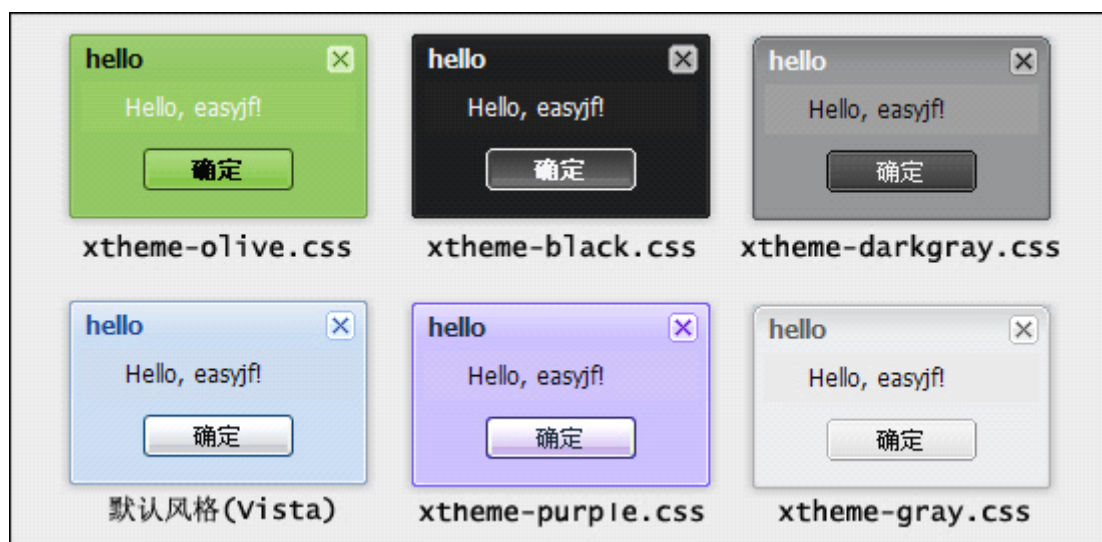 hello
Hello, easyjf!
确定
xtheme-olive.css
hello
Hello, easyjf!
确定
xtheme-black.css
hello
Hello, easyjf!
确定
xtheme-darkgray.css
hello
Hello, easyjf!
确定
默认风格(Vista)
hello
Hello, easyjf!
确定
xtheme-purple.css
hello
Hello, easyjf!
确定
xtheme-gray.css